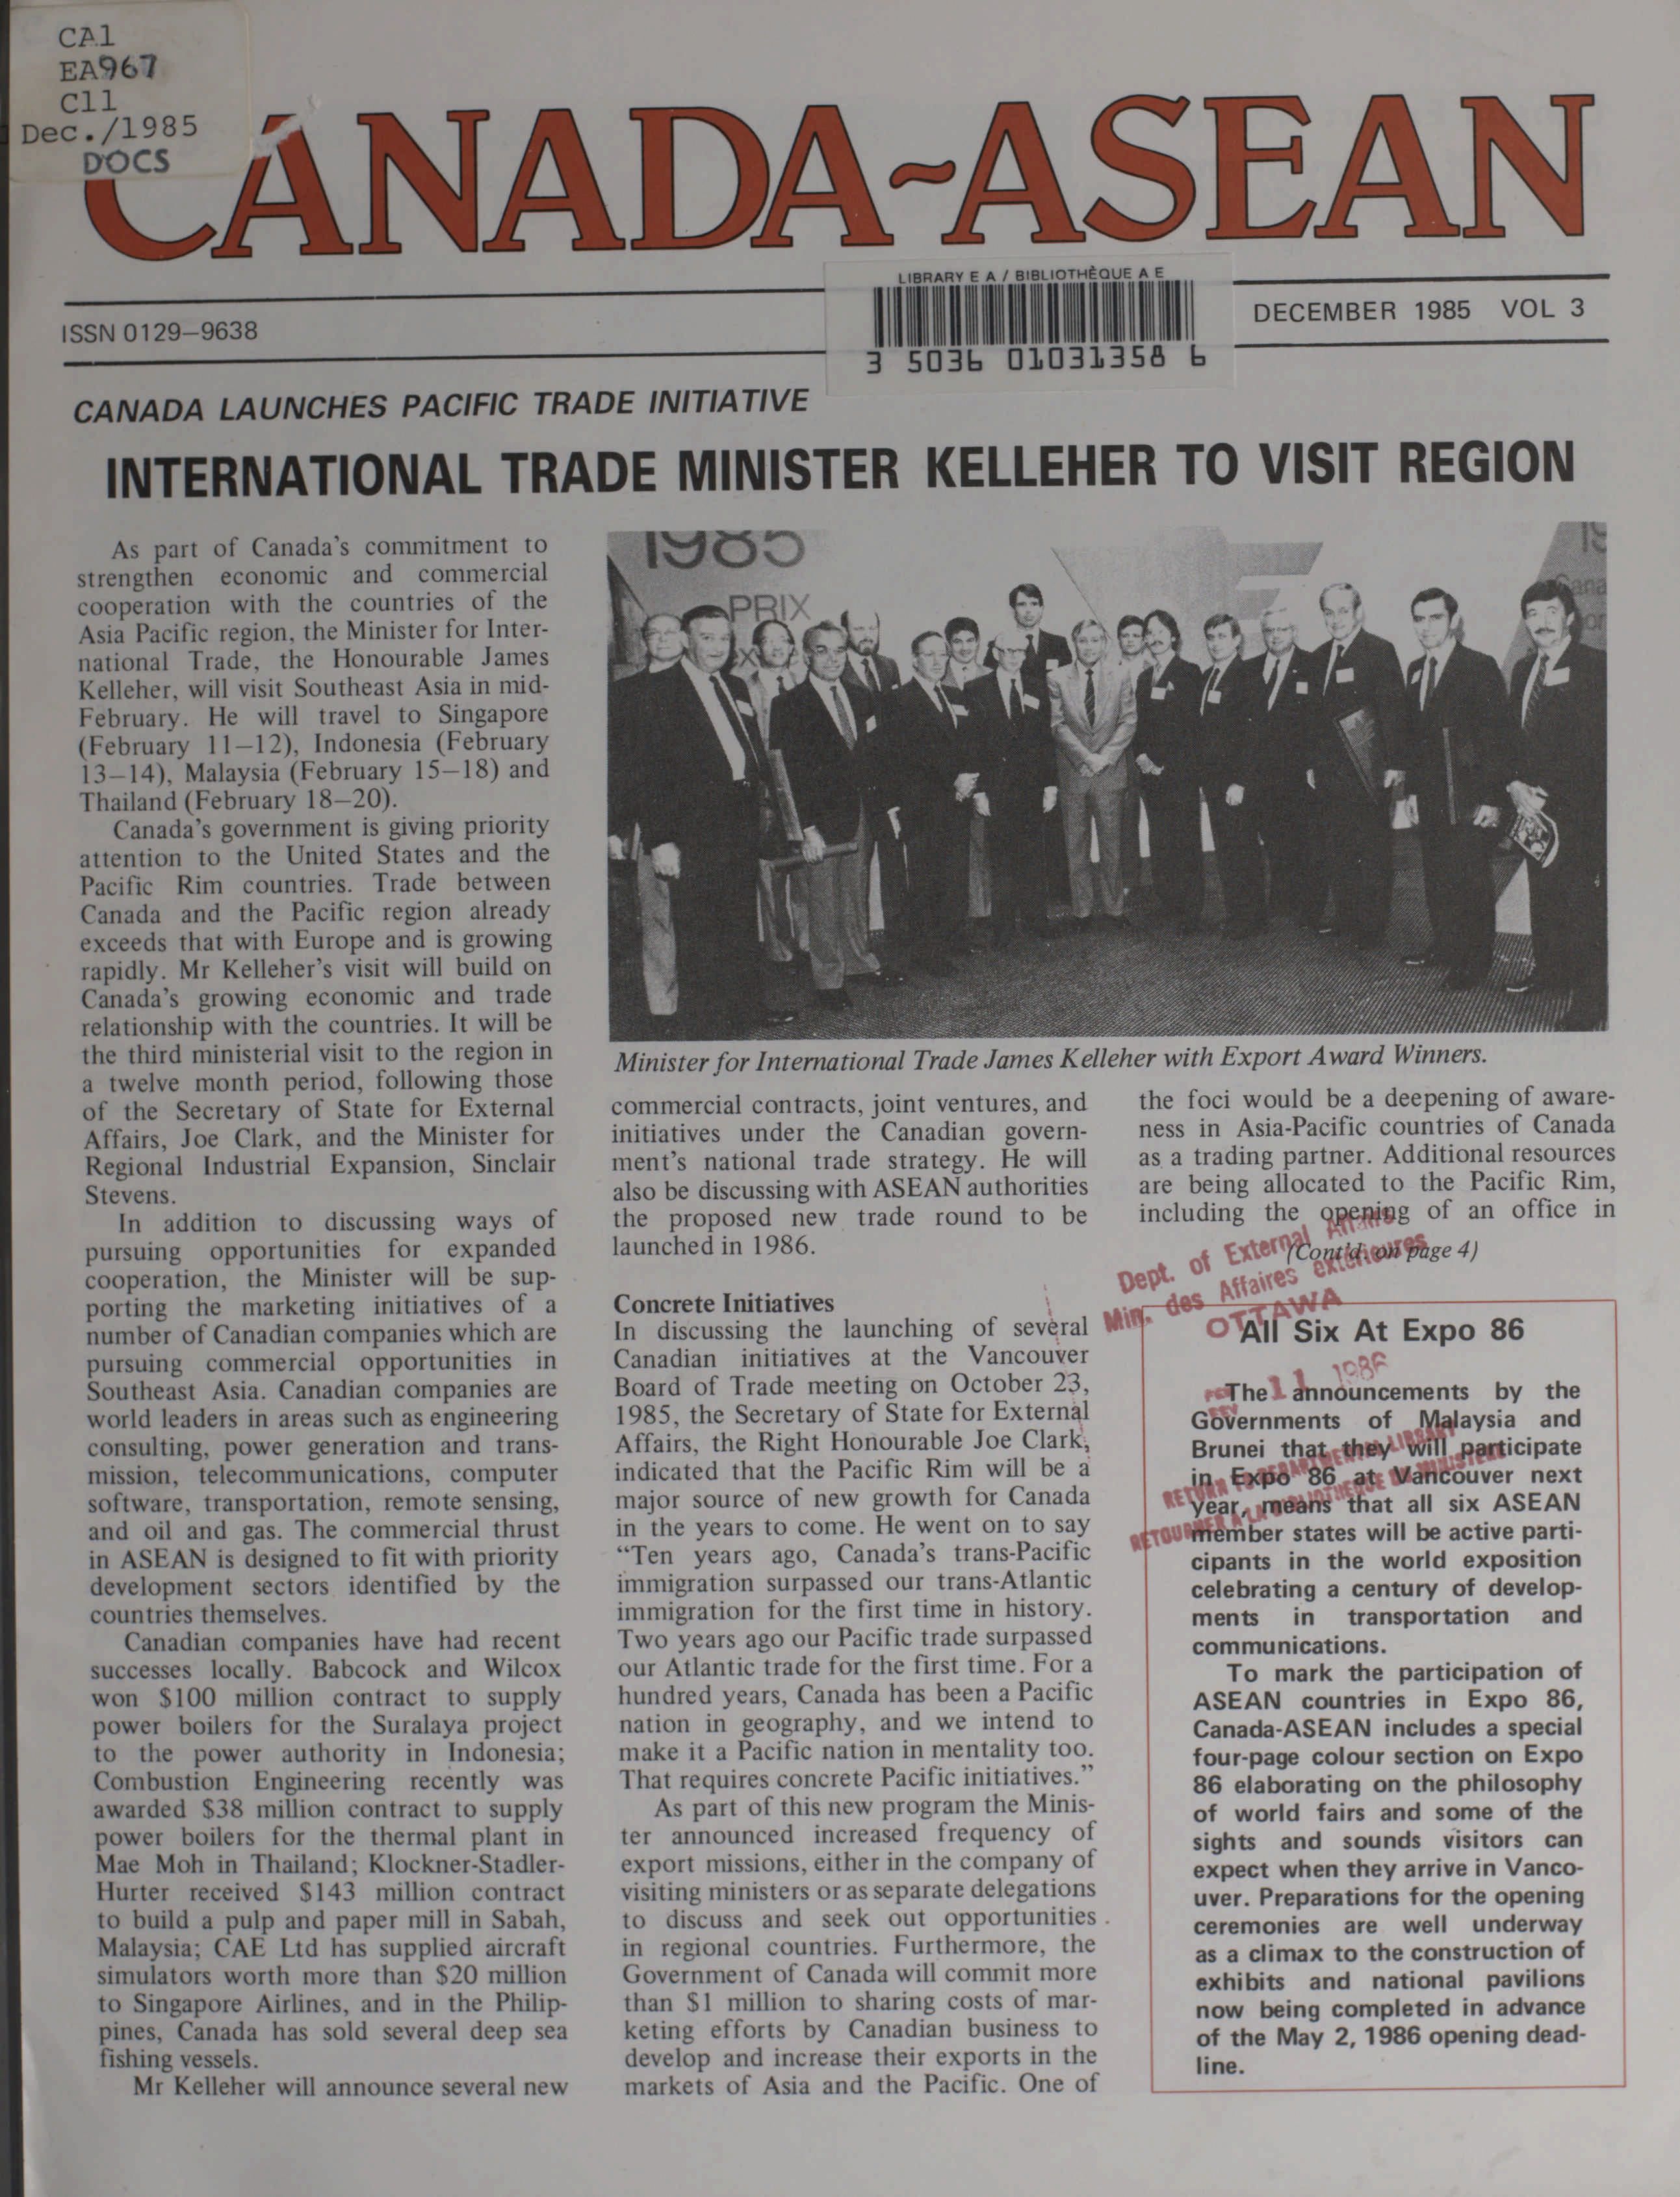 CA1
EA967
C11
Dec./1985
DOCS
CANADA~ASEAN
LIBRARY E A / BIBLIOTHÈQUE A E
3 5036 01031358 6
ISSN 0129–9638
DECEMBER 1985 VOL 3
CANADA LAUNCHES PACIFIC TRADE INITIATIVE
INTERNATIONAL TRADE MINISTER KELLEHER TO VISIT REGION
As part of Canada's commitment to
strengthen economic and commercial
cooperation with the countries of the
Asia Pacific region, the Minister for Inter-
national Trade, the Honourable James
Kelleher, will visit Southeast Asia in mid-
February. He will travel to Singapore
(February 11–12), Indonesia (February
13–14), Malaysia (February 15–18) and
Thailand (February 18–20).
Canada's government is giving priority
attention to the United States and the
Pacific Rim countries. Trade between
Canada and the Pacific region already
exceeds that with Europe and is growing
rapidly. Mr Kelleher's visit will build on
Canada's growing economic and trade
relationship with the countries. It will be
the third ministerial visit to the region in
a twelve month period, following those
of the Secretary of State for External
Affairs, Joe Clark, and the Minister for
Regional Industrial Expansion, Sinclair
Stevens.
In addition to discussing ways of
pursuing opportunities for expanded
cooperation, the Minister will be sup-
porting the marketing initiatives of a
number of Canadian companies which are
pursuing commercial opportunities in
Southeast Asia. Canadian companies are
world leaders in areas such as engineering
consulting, power generation and trans-
mission, telecommunications, computer
software, transportation, remote sensing,
and oil and gas. The commercial thrust
in ASEAN is designed to fit with priority
development sectors identified by the
countries themselves.
Canadian companies have had recent
successes locally. Babcock and Wilcox
won $100 million contract to supply
power boilers for the Suralaya project
to the power authority in Indonesia;
Combustion Engineering recently was
awarded $38 million contract to supply
power boilers for the thermal plant in
Mae Moh in Thailand; Klockner-Stadler-
Hurter received $143 million contract
to build a pulp and paper mill in Sabah,
Malaysia; CAE Ltd has supplied aircraft
simulators worth more than $20 million
to Singapore Airlines, and in the Philip-
pines, Canada has sold several deep sea
fishing vessels.
Mr Kelleher will announce several new
1985
PRIX
Minister for International Trade James Kelleher with Export Award Winners.
commercial contracts, joint ventures, and
initiatives under the Canadian govern-
ment's national trade strategy. He will
also be discussing with ASEAN authorities
the proposed new trade round to be
launched in 1986.
Concrete Initiatives
In discussing the launching of several
Canadian initiatives at the Vancouver
Board of Trade meeting on October 23,
1985, the Secretary of State for External
Affairs, the Right Honourable Joe Clark,
indicated that the Pacific Rim will be a
major source of new growth for Canada
in the years to come. He went on to say
“Ten years ago, Canada's trans-Pacific
immigration surpassed our trans-Atlantic
immigration for the first time in history.
Two years ago our Pacific trade surpassed
our Atlantic trade for the first time. For a
hundred years, Canada has been a Pacific
nation in geography, and we intend to
make it a Pacific nation in mentality too.
That requires concrete Pacific initiatives.”
As part of this new program the Minis-
ter announced increased frequency of
export missions, either in the company of
visiting ministers or as separate delegations
to discuss and seek out opportunities
in regional countries. Furthermore, the
Government of Canada will commit more
than $1 million to sharing costs of mar-
keting efforts by Canadian business to
develop and increase their exports in the
markets of Asia and the Pacific. One of
the foci would be a deepening of aware-
ness in Asia-Pacific countries of Canada
as a trading partner. Additional resources
are being allocated to the Pacific Rim,
including the opening of an office in
(Cont'd. on page 4)
Dept. of External Affairs
Min. des Affaires extérieures
OTTAWA
11 1986
RETURN TO DEPARTMENTAL LIBRARY
RETOURNER A LA BIBLIOTHEQUE DU MINISTERE
All Six At Expo 86
The announcements by the
Governments of Malaysia and
Brunei that they will participate
in Expo 86 at Vancouver next
year, means that all six ASEAN
member states will be active parti-
cipants in the world exposition
celebrating a century of develop-
ments in transportation and
communications.
To mark the participation of
ASEAN countries in Expo 86,
Canada-ASEAN includes a special
four-page colour section on Expo
86 elaborating on the philosophy
of world fairs and some of the
sights and sounds visitors can
expect when they arrive in Vanco-
uver. Preparations for the opening
ceremonies are well underway
as a climax to the construction of
exhibits and national pavilions
now being completed in advance
of the May 2, 1986 opening dead-
line.